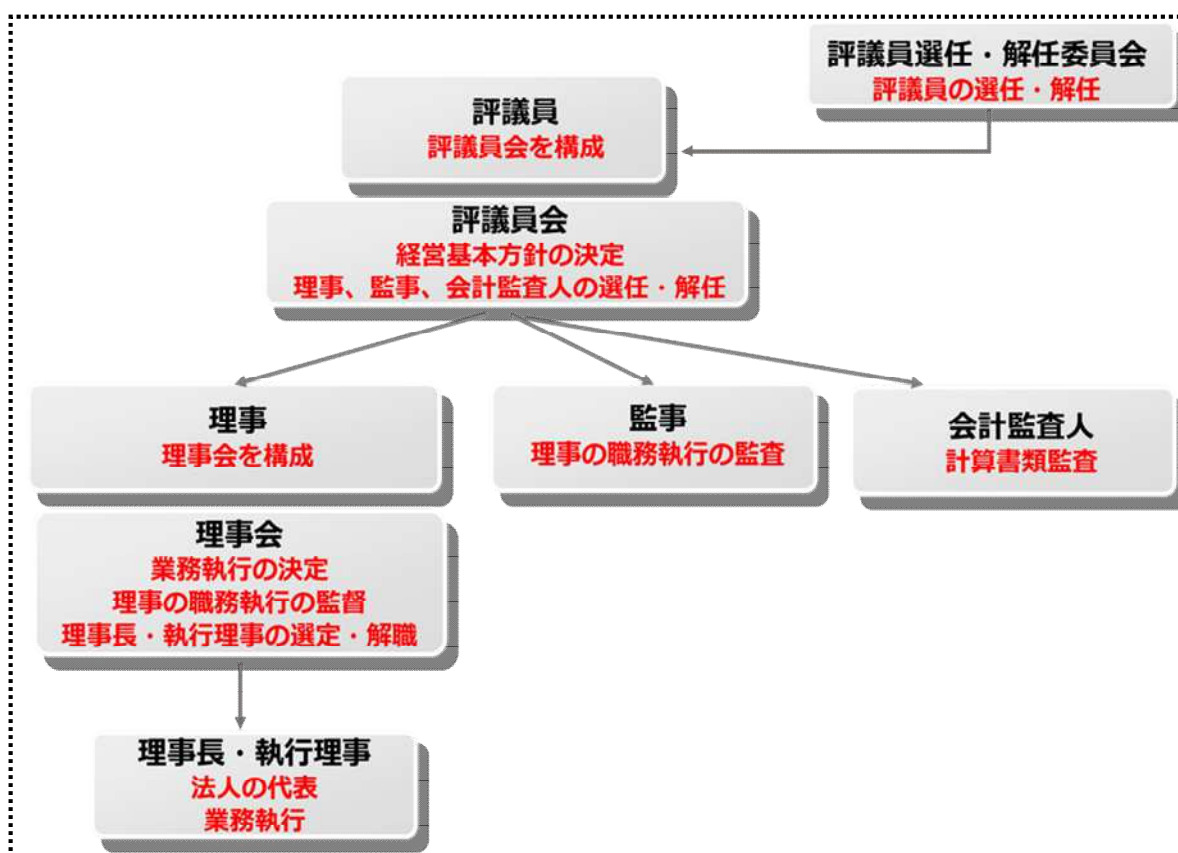 評議員選任・解任委員会
評議員の選任・解任
評議員
評議員会を構成
評議員会
経営基本方針の決定
理事、監事、会計監査人の選任・解任
理事
理事会を構成
監事
理事の職務執行の監査
会計監査人
計算書類監査
理事会
業務執行の決定
理事の職務執行の監督
理事長・執行理事の選定・解職
理事長・執行理事
法人の代表
業務執行